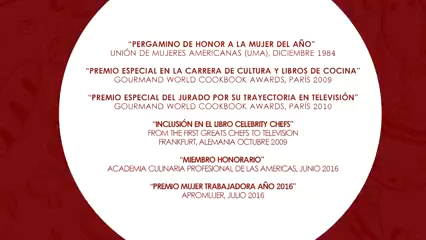 “PERGAMINO DE HONOR A LA MUJER DEL AÑO”
UNIÓN DE MUJERES AMERICANAS (UMA), DICIEMBRE 1984
“PREMIO ESPECIAL EN LA CARRERA DE CULTURA Y LIBROS DE COCINA”
GOURMAND WORLD COOKBOOK AWARDS, PARÍS 2009
“PREMIO ESPECIAL DEL JURADO POR SU TRAYECTORIA EN TELEVISIÓN”
GOURMAND WORLD COOKBOOK AWARDS, PARÍS 2010
“INCLUSIÓN EN EL LIBRO CELEBRITY CHEFS”
FROM THE FIRST GREATS CHEFS TO TELEVISION
FRANKFURT, ALEMANIA OCTUBRE 2009
“MIEMBRO HONORARIO”
ACADEMIA CULINARIA PROFESIONAL DE LAS AMERICAS, JUNIO 2016
“PREMIO MUJER TRABAJADORA AÑO 2016”
APROMUJER, JULIO 2016